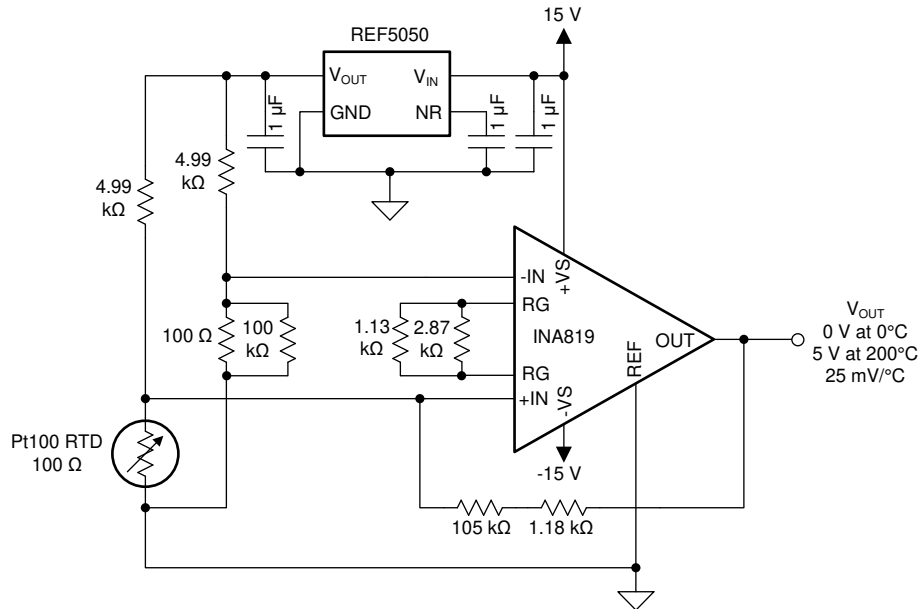 REF5050
15 V
VOUT
VIN
GND
NR
1 µF
1 µF
1 µF
4.99
kΩ
4.99
kΩ
-IN
+VS
RG
100 Ω
100
kΩ
1.13
kΩ
2.87
kΩ
INA819
OUT
REF
RG
+IN
-VS
VOUT
0 V at 0°C
5 V at 200°C
25 mV/°C
Pt100 RTD
100 Ω
-15 V
105 kΩ
1.18 kΩ